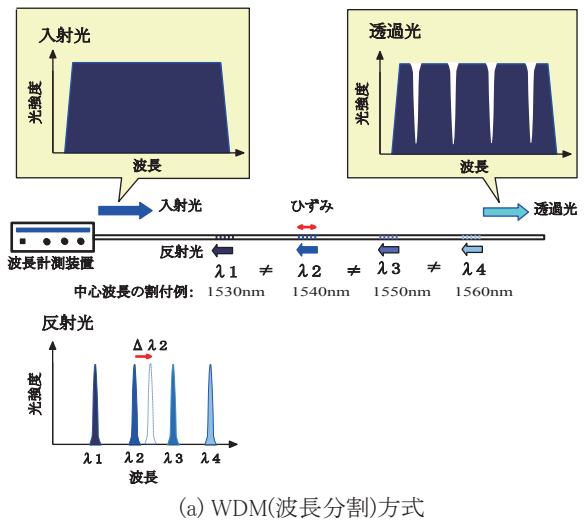 入射光
光強度
波長
透過光
光強度
波長
入射光
ひずみ
透過光
波長計測装置
反射光
λ1 ≠ λ2 ≠ λ3 ≠ λ4
中心波長の割付例: 1530nm 1540nm 1550nm 1560nm
反射光
Δλ2
光強度
λ1 λ2 λ3 λ4
波長
(a) WDM(波長分割)方式